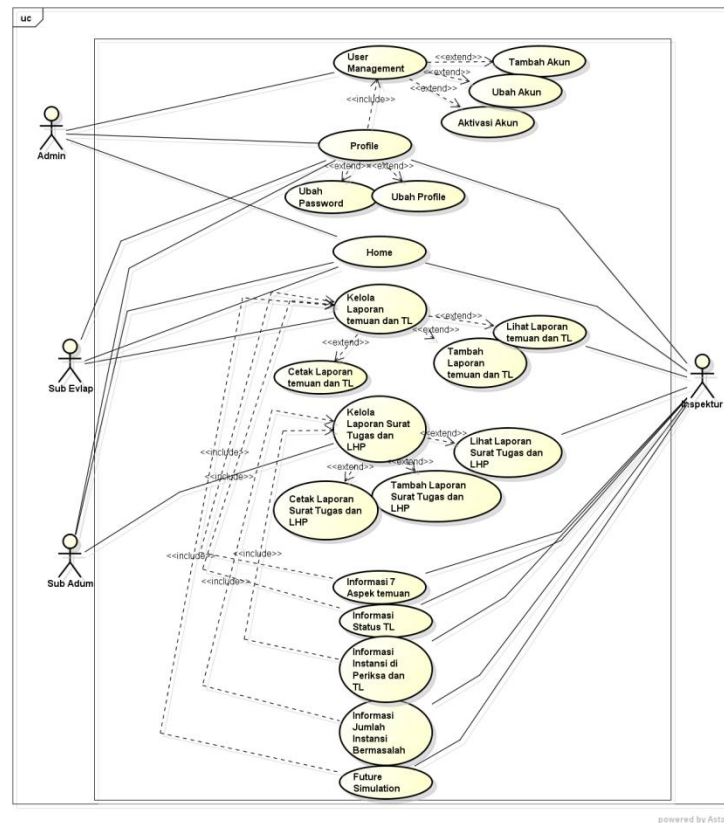 uc
User
Management
<<extend>>
Tambah Akun
<<extend>>
Ubah Akun
<<extend>>
Aktivasi Akun
<<include>>
Admin
Profile
<<extend>>
<<extend>>
Ubah
Password
Ubah Profile
Home
Kelola
Laporan
temuan dan TL
<<extend>>
Lihat Laporan
temuan dan TL
<<extend>>
Tambah
Laporan
temuan dan TL
<<extend>>
Cetak Laporan
temuan dan TL
Sub Evlap
Inspektur
Kelola
Laporan Surat
Tugas dan
LHP
<<extend>>
Lihat Laporan
Surat Tugas dan
LHP
<<extend>>
<<extend>>
Tambah Laporan
Surat Tugas dan
LHP
Cetak Laporan
Surat Tugas dan
LHP
<<include>>
<<include>>
<<include>>
<<include>>
<<include>>
Sub Adum
Informasi 7
Aspek temuan
Informasi
Status TL
Informasi
Instansi di
Periksa dan
TL
Informasi
Jumlah
Instansi
Bermasalah
Future
Simulation
powered by Asta